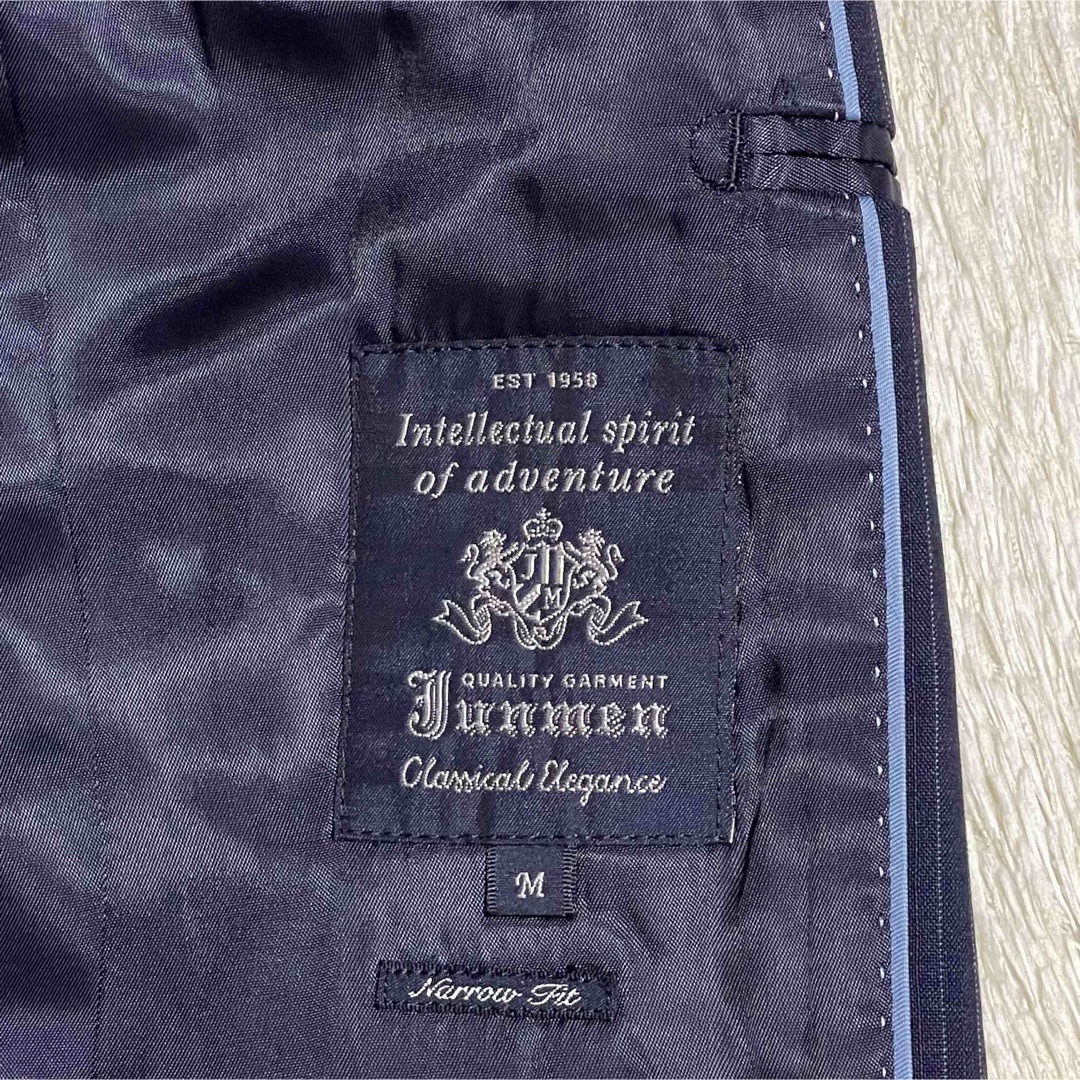 EST 1958
Intellectual spirit
of adventure
J M
QUALITY GARMENT
Junmen
Classical Elegance
M
Narrow Fit